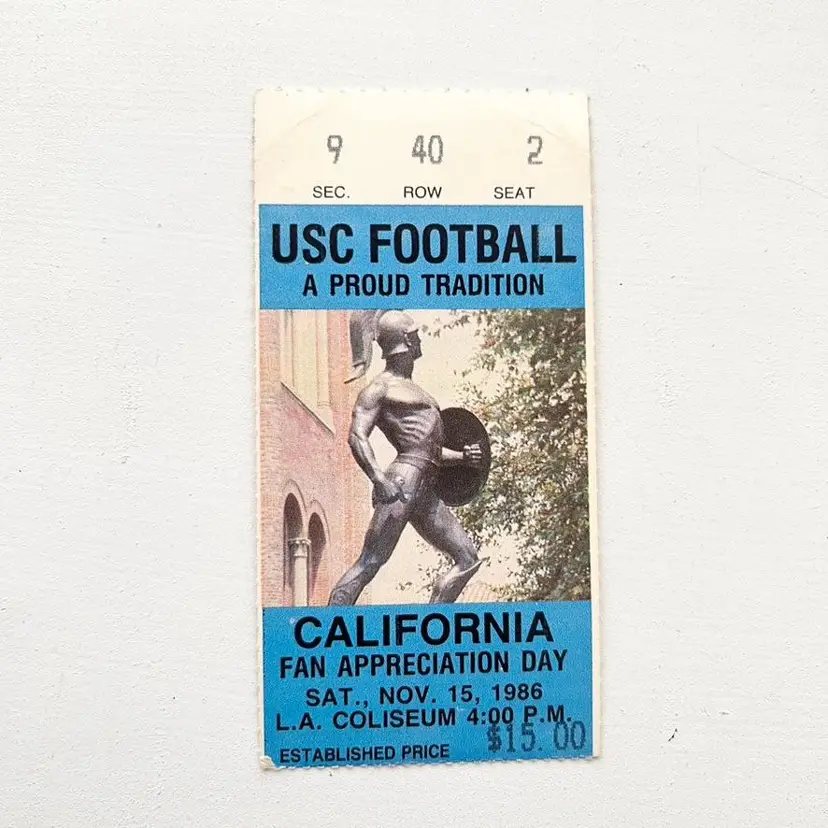 9 40 2
SEC. ROW SEAT
USC FOOTBALL
A PROUD TRADITION
CALIFORNIA
FAN APPRECIATION DAY
SAT., NOV. 15, 1986
L.A. COLISEUM 4:00 P.M.
ESTABLISHED PRICE $15.00